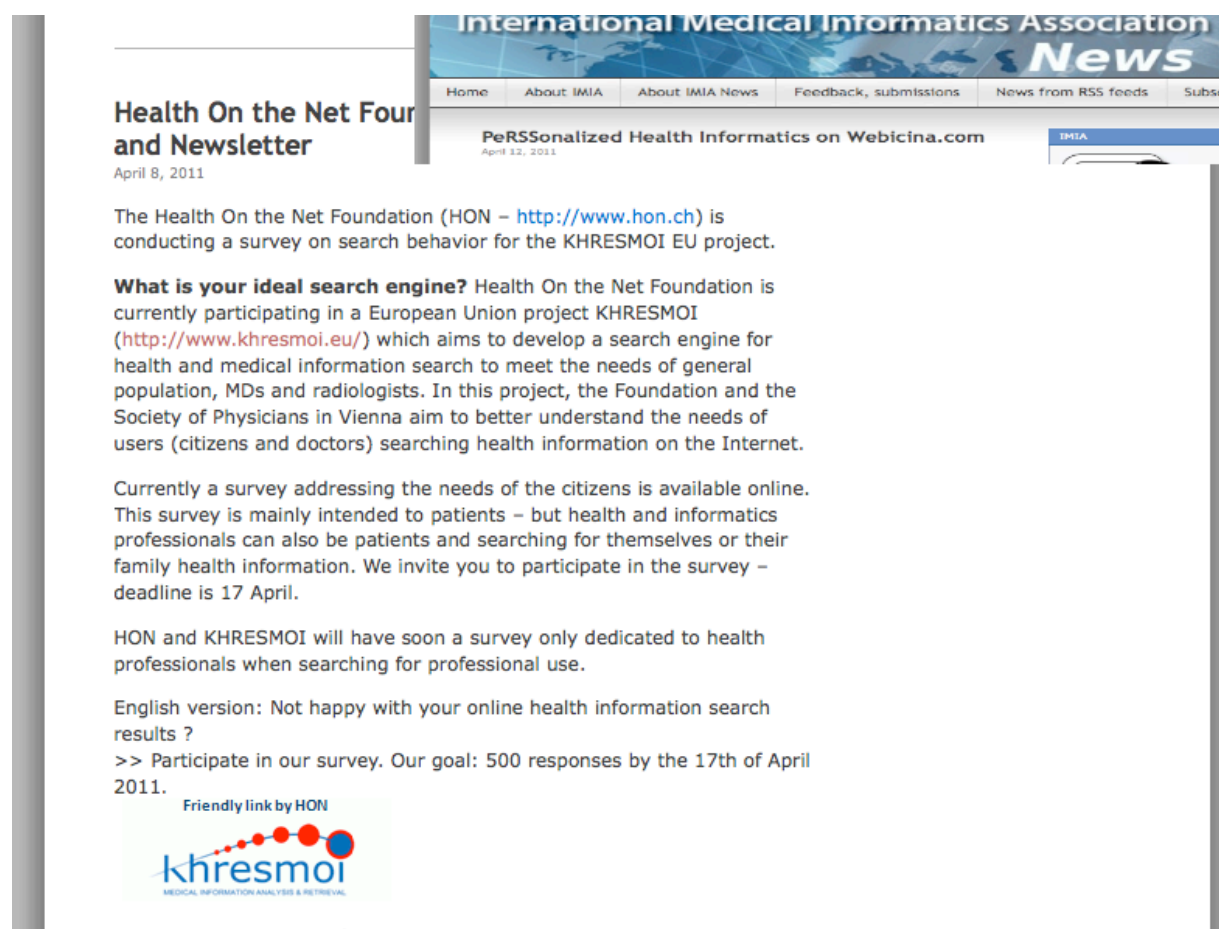 International Medical Informatics Association
News
Home About IMIA About IMIA News Feedback, submissions News from RSS feeds
PeRSSonalized Health Informatics on Webicina.com
April 12, 2011
IMIA
Health On the Net
and Newsletter
April 8, 2011
The Health On the Net Foundation (HON – http://www.hon.ch) is
conducting a survey on search behavior for the KHRESMOI EU project.
What is your ideal search engine? Health On the Net Foundation is
currently participating in a European Union project KHRESMOI
(http://www.khresmoi.eu/) which aims to develop a search engine for
health and medical information search to meet the needs of general
population, MDs and radiologists. In this project, the Foundation and the
Society of Physicians in Vienna aim to better understand the needs of
users (citizens and doctors) searching health information on the Internet.
Currently a survey addressing the needs of the citizens is available online.
This survey is mainly intended to patients – but health and informatics
professionals can also be patients and searching for themselves or their
family health information. We invite you to participate in the survey –
deadline is 17 April.
HON and KHRESMOI will have soon a survey only dedicated to health
professionals when searching for professional use.
English version: Not happy with your online health information search
results ?
>> Participate in our survey. Our goal: 500 responses by the 17th of April
2011.
Friendly link by HON
khresmoi
MEDICAL INFORMATION ANALYSIS & RETRIEVAL